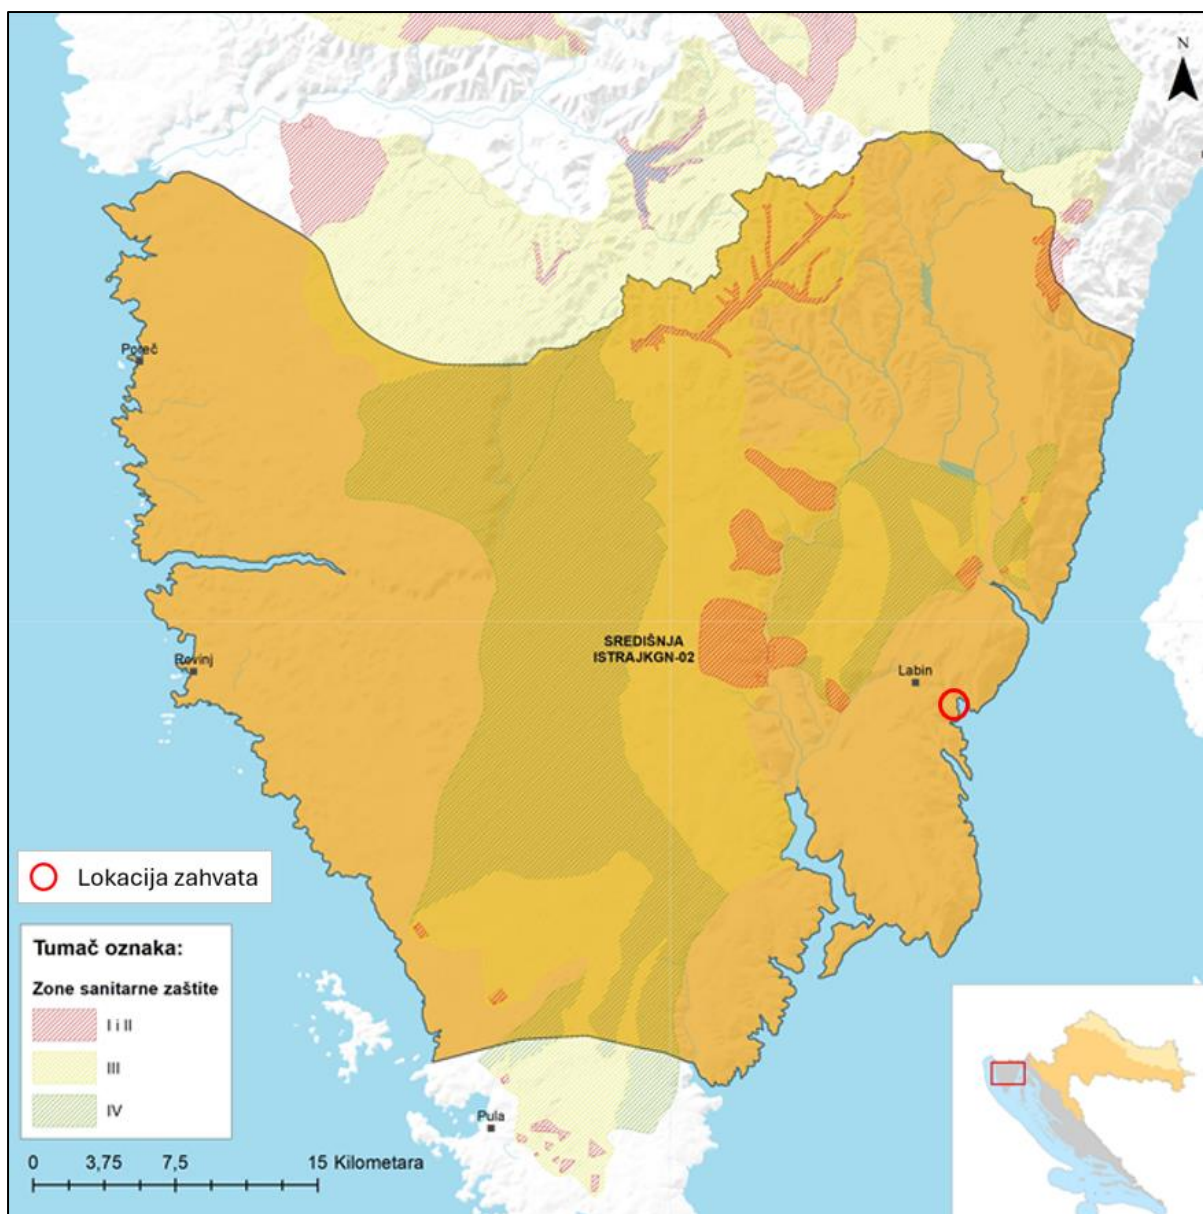 N
Poreč
Rovinj
SREDIŠNJA
ISTRAJKGN-02
Labin
Lokacija zahvata
Tumač oznaka:
Zone sanitarne zaštite
I i II
III
IV
Pula
0 3,75 7,5 15 Kilometara